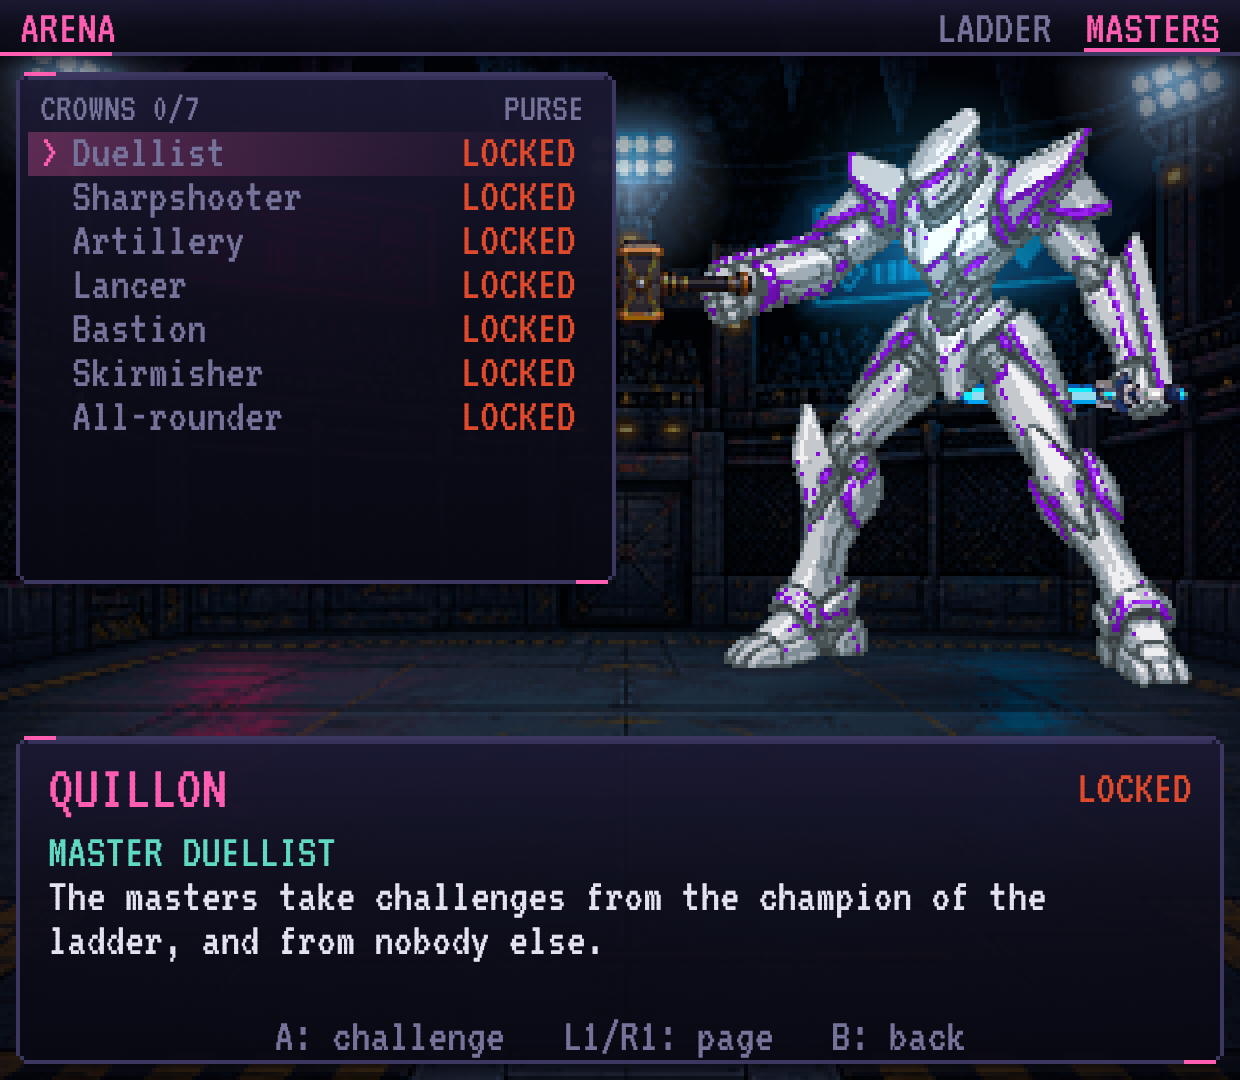 ARENA LADDER MASTERS
CROWNS 0/7 PURSE
> Duellist LOCKED
Sharpshooter LOCKED
Artillery LOCKED
Lancer LOCKED
Bastion LOCKED
Skirmisher LOCKED
All-rounder LOCKED
QUILLON LOCKED
MASTER DUELLIST
The masters take challenges from the champion of the
ladder, and from nobody else.
A: challenge L1/R1: page B: back